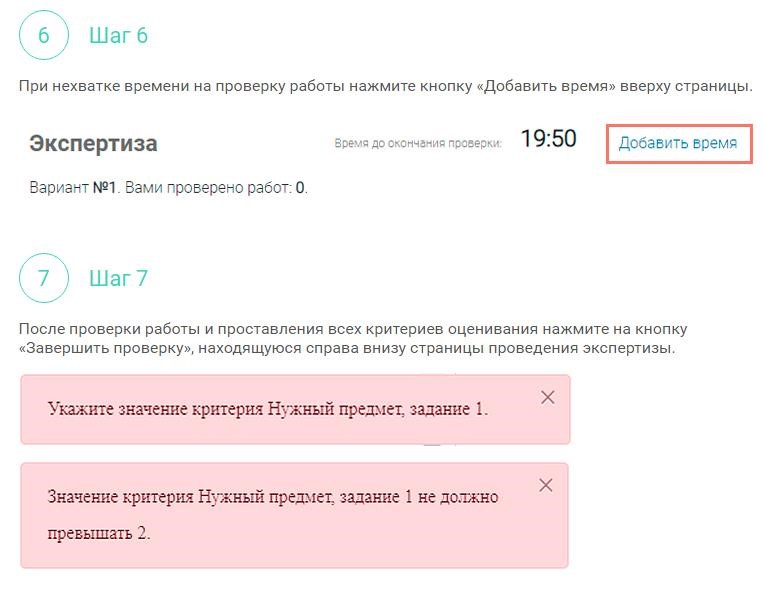 6 Шаг 6
При нехватке времени на проверку работы нажмите кнопку «Добавить время» вверху страницы.
Экспертиза Время до окончания проверки: 19:50 Добавить время
Вариант №1. Вами проверено работ: 0.
7 Шаг 7
После проверки работы и проставления всех критериев оценивания нажмите на кнопку
«Завершить проверку», находящуюся справа внизу страницы проведения экспертизы.
Укажите значение критерия Нужный предмет, задание 1.
Значение критерия Нужный предмет, задание 1 не должно
превышать 2.